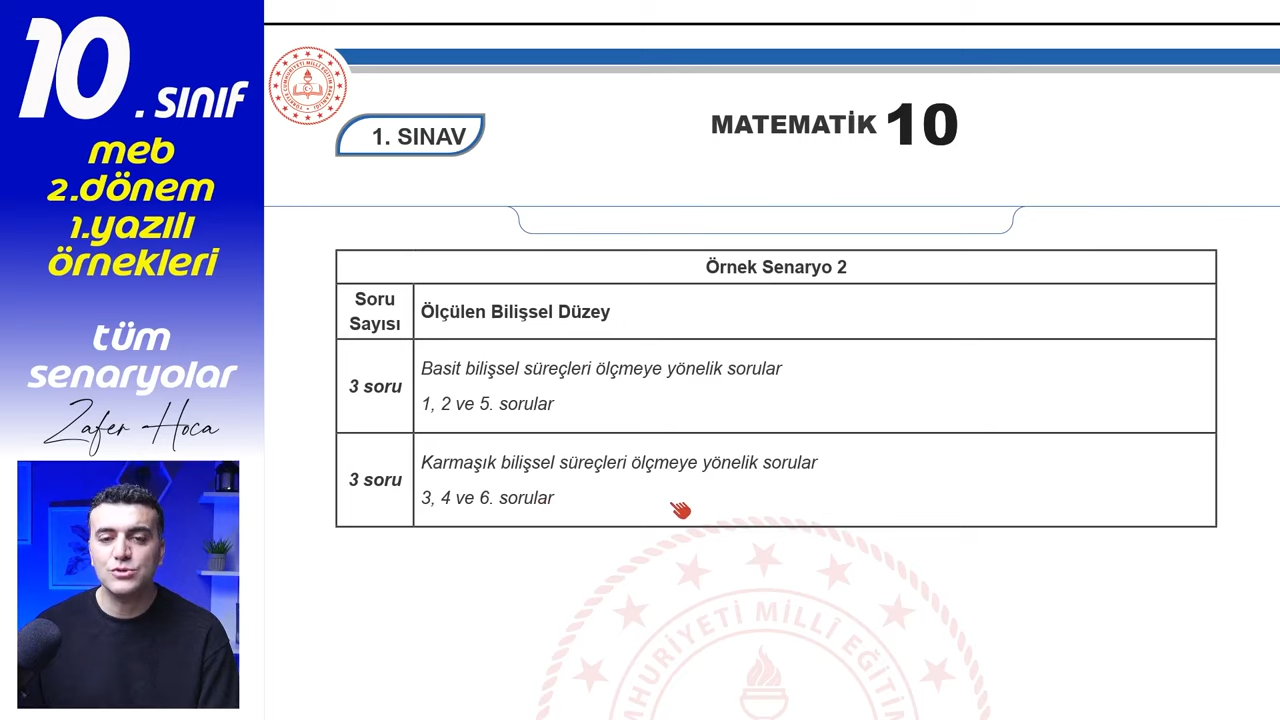 10. SINIF
meb
2.dönem
1.yazılı
örnekleri
tüm
senaryolar
Zafer Hoca
1. SINAV
MATEMATİK 10
Örnek Senaryo 2
Soru
Sayısı
Ölçülen Bilişsel Düzey
3 soru
Basit bilişsel süreçleri ölçmeye yönelik sorular
1, 2 ve 5. sorular
3 soru
Karmaşık bilişsel süreçleri ölçmeye yönelik sorular
3, 4 ve 6. sorular